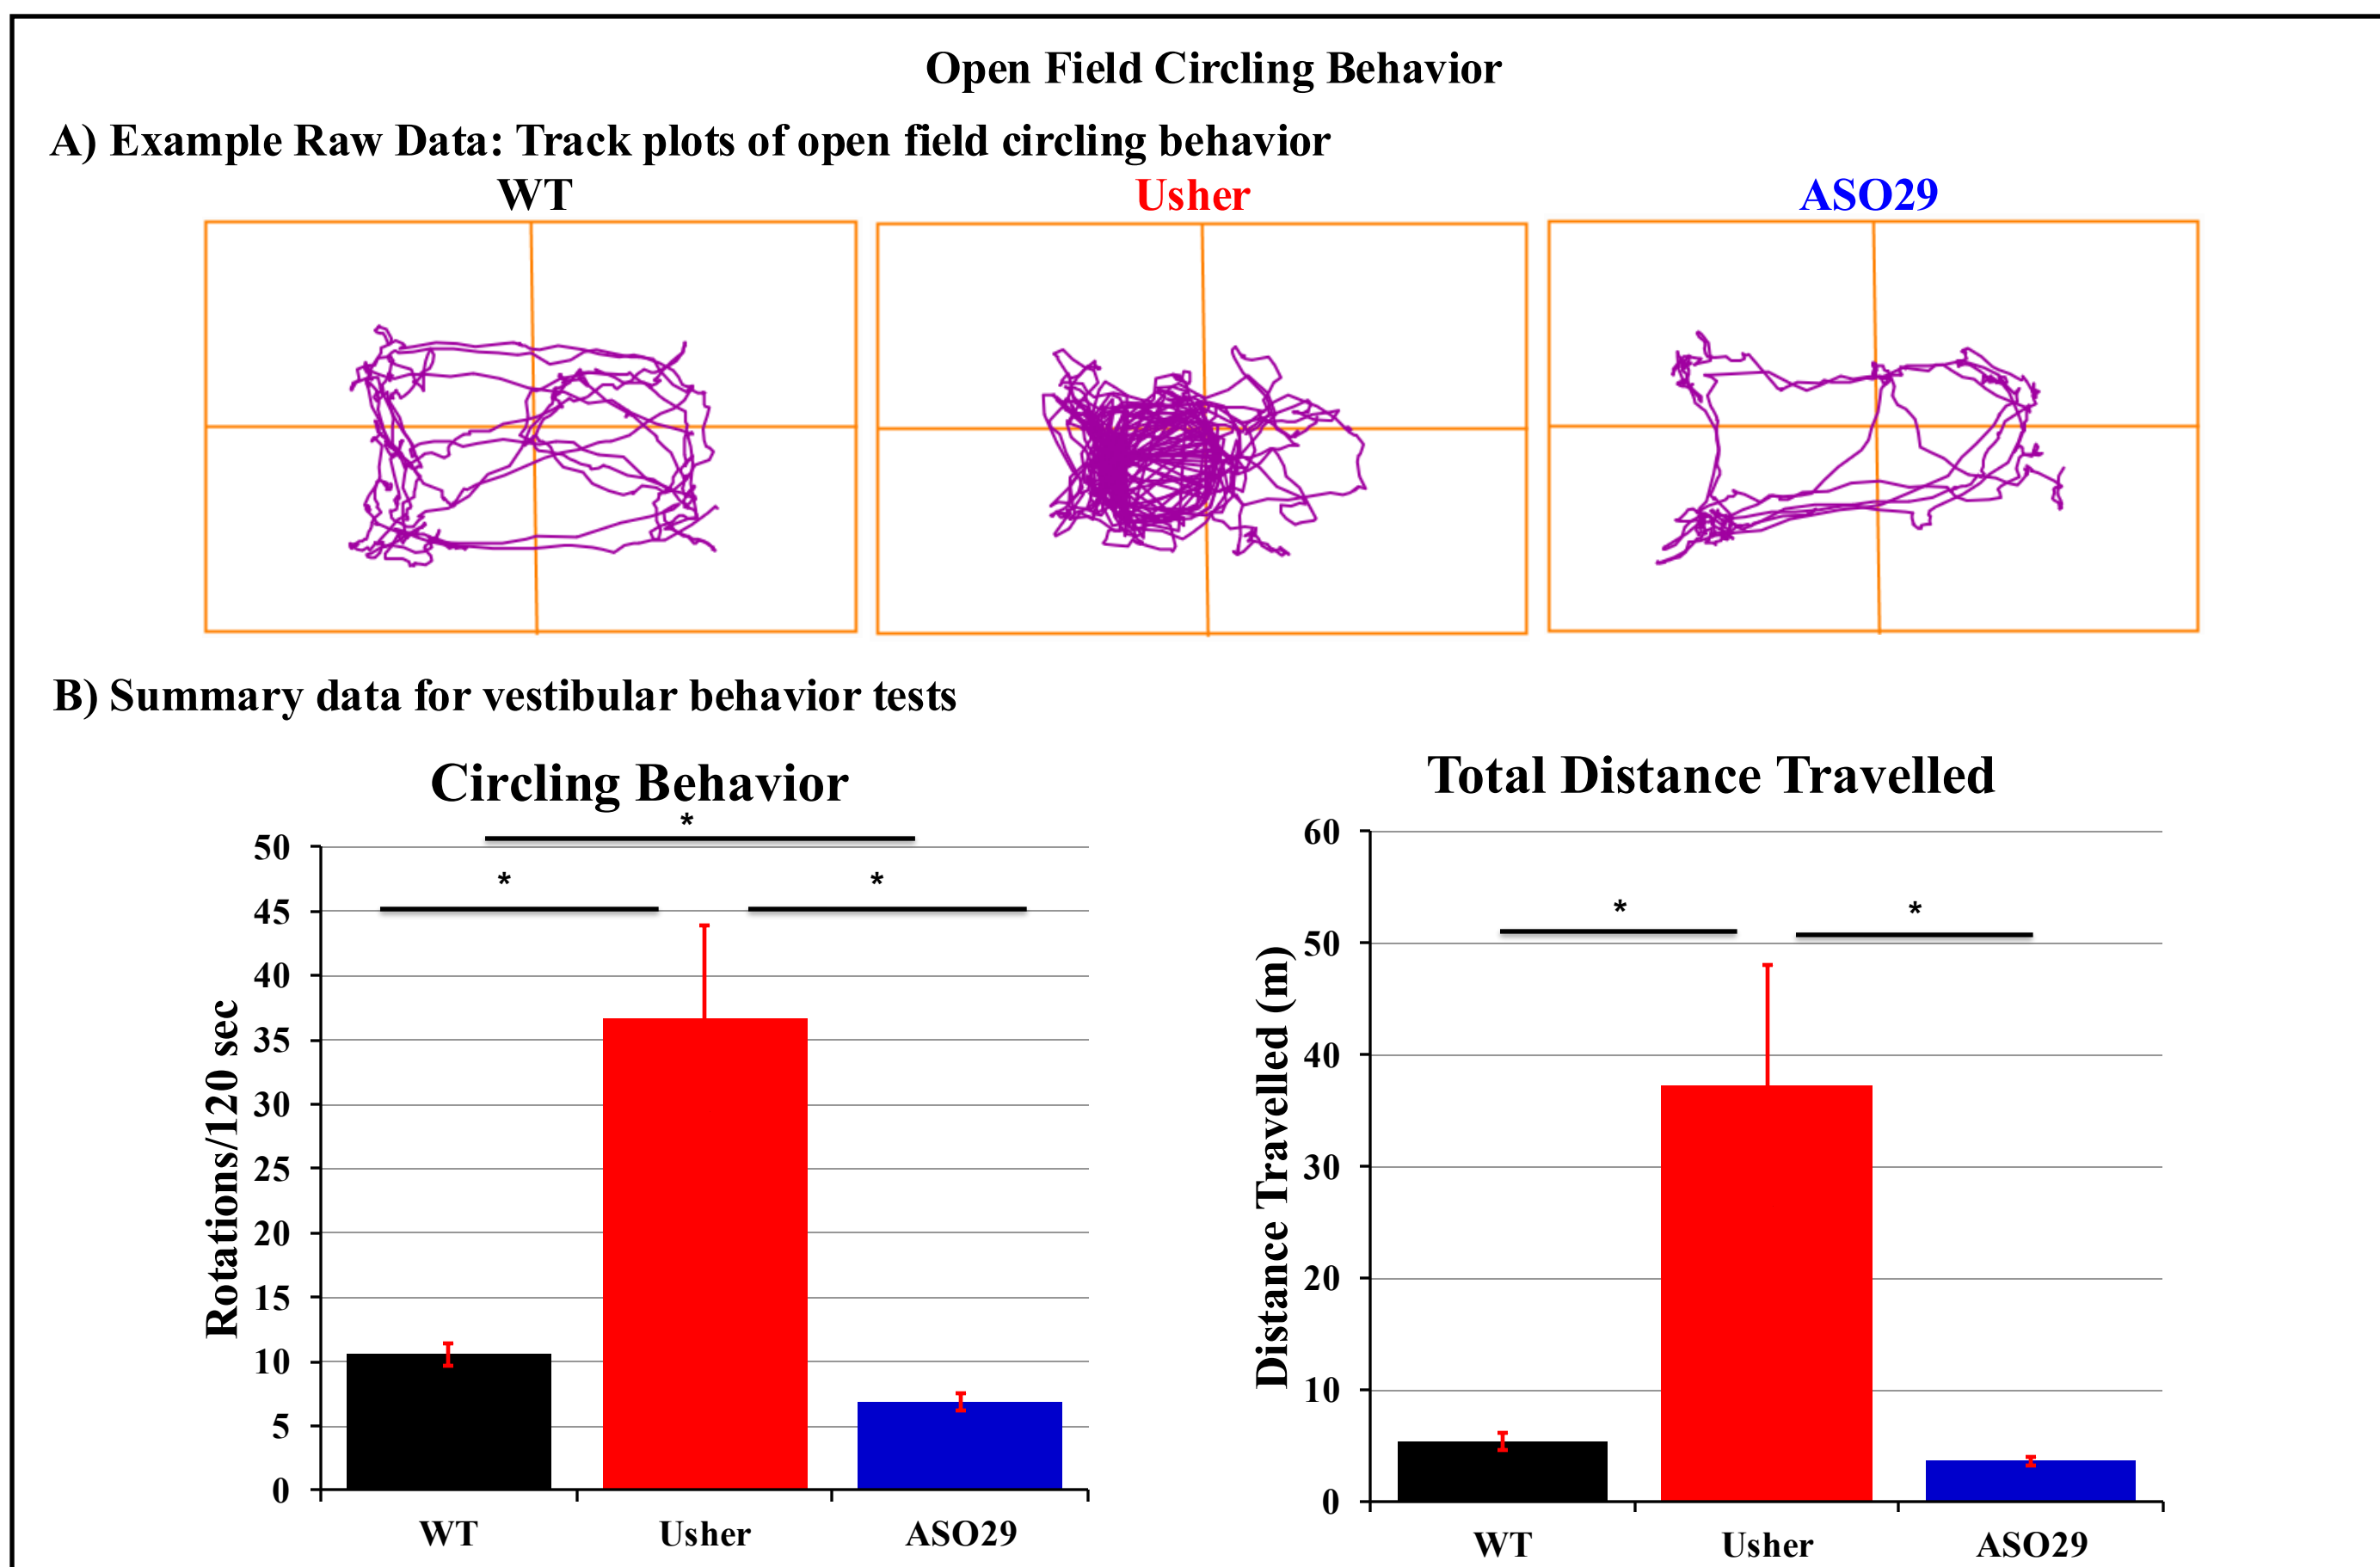 Open Field Circling Behavior
A) Example Raw Data: Track plots of open field circling behavior
WT Usher ASO29
B) Summary data for vestibular behavior tests
Circling Behavior
*
* *
Rotations/120 sec
50
45
40
35
30
25
20
15
10
5
0
WT Usher ASO29
Total Distance Travelled
* *
Distance Travelled (m)
60
50
40
30
20
10
0
WT Usher ASO29